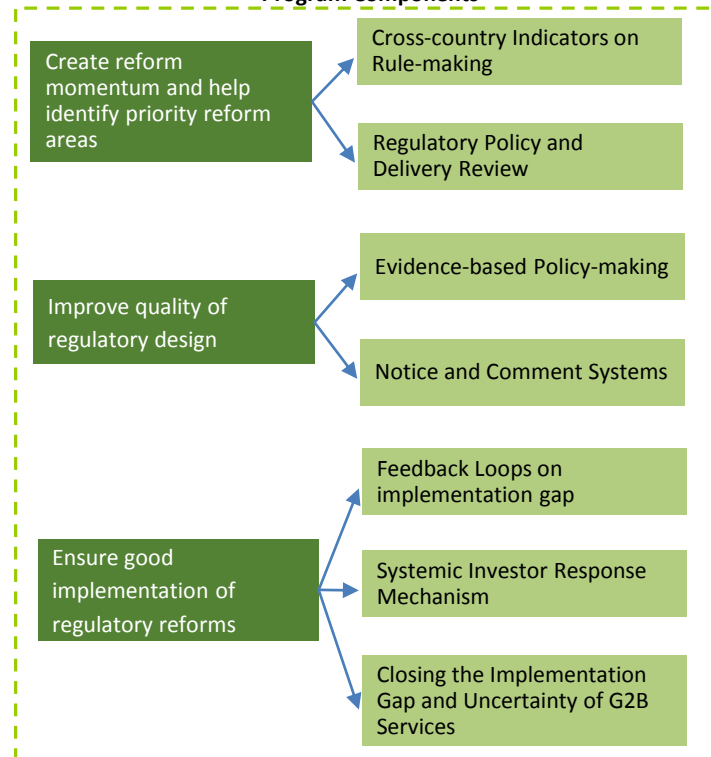 Program Components
Create reform
momentum and help
identify priority reform
areas
Cross-country Indicators on
Rule-making
Regulatory Policy and
Delivery Review
Improve quality of
regulatory design
Evidence-based Policy-making
Notice and Comment Systems
Ensure good
implementation of
regulatory reforms
Feedback Loops on
implementation gap
Systemic Investor Response
Mechanism
Closing the Implementation
Gap and Uncertainty of G2B
Services